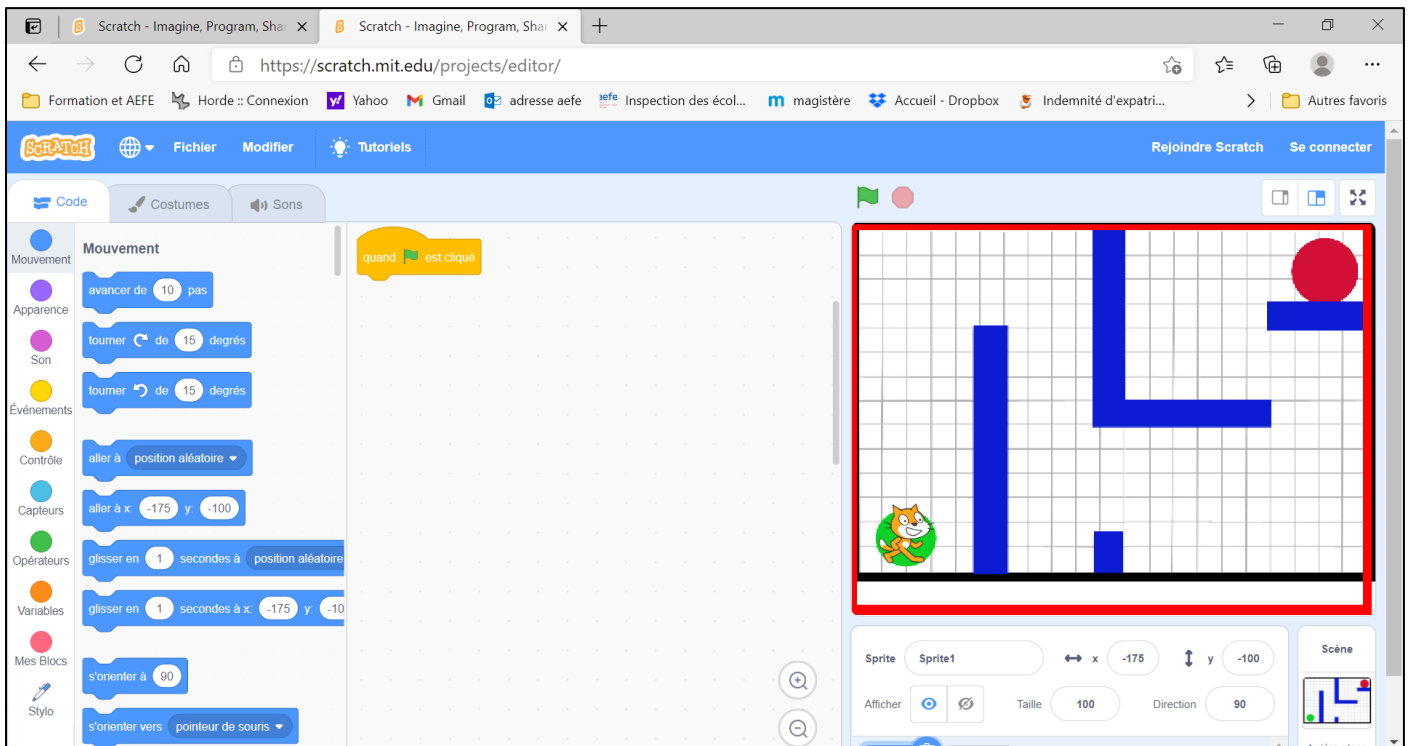 Scratch - Imagine, Program, Shar
Scratch - Imagine, Program, Shar
https://scratch.mit.edu/projects/editor/
Formation et AEFE
Horde :: Connexion
Yahoo
Gmail
adresse aefe
aefe
Inspection des écol...
magistère
Accueil - Dropbox
Indemnité d'expatri...
Autres favoris
SCRATCH
Fichier
Modifier
Tutoriels
Rejoindre Scratch
Se connecter
Code
Costumes
Sons
Mouvement
Apparence
Son
Événements
Contrôle
Capteurs
Opérateurs
Variables
Mes Blocs
Stylo
Mouvement
avancer de 10 pas
tourner de 15 degrés
tourner de 15 degrés
aller à position aléatoire
aller à x: -175 y: -100
glisser en 1 secondes à position aléatoire
glisser en 1 secondes à x: -175 y: -10
s'orienter à 90
s'orienter vers pointeur de souris
quand est cliqué
Sprite Sprite1 x -175 y -100
Afficher Taille 100 Direction 90
Scène